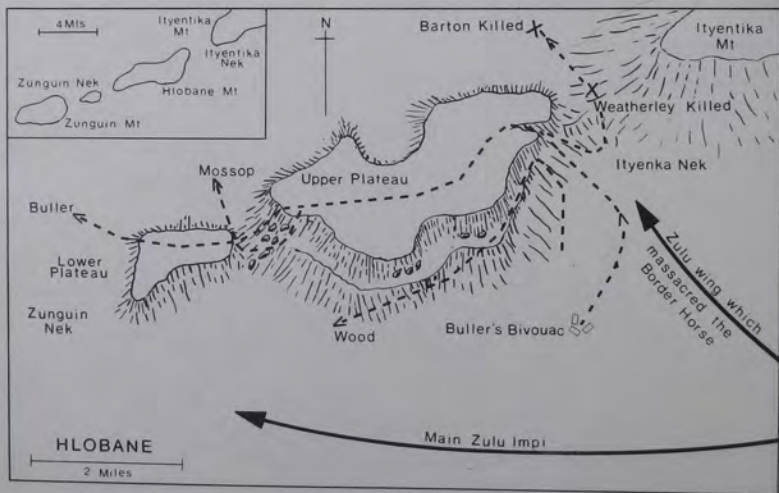 4 Mls
Ityentika
Mt
Ityentika
Nek
Zunguin Nek
Hlobane Mt
Zunguin Mt
N
Barton Killed
Ityentika
Mt
Weatherley Killed
Mossop
Ityenka Nek
Upper Plateau
Buller
Lower
Plateau
Zunguin
Nek
Wood
Buller's Bivouac
Zulu wing which
massacred the
Border Horse
Main Zulu Impi
HLOBANE
2 Miles